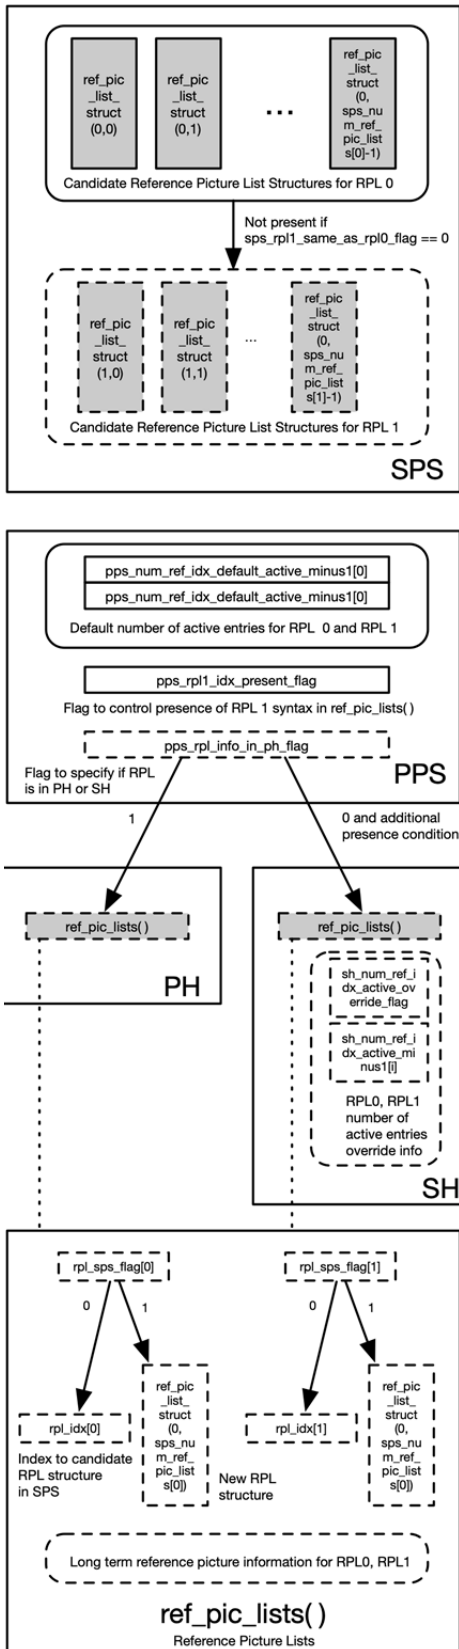 ref_pic
_list_
struct
(0,0)
ref_pic
_list_
struct
(0,1)
...
ref_pic
_list_
struct
(0,
sps_nu
m_ref_
pic_list
s[0]-1)
Candidate Reference Picture List Structures for RPL 0
Not present if
sps_rpl1_same_as_rpl0_flag == 0
ref_pic
_list_
struct
(1,0)
ref_pic
_list_
struct
(1,1)
...
ref_pic
_list_
struct
(0,
sps_nu
m_ref_
pic_list
s[1]-1)
Candidate Reference Picture List Structures for RPL 1
SPS
pps_num_ref_idx_default_active_minus1[0]
pps_num_ref_idx_default_active_minus1[0]
Default number of active entries for RPL 0 and RPL 1
pps_rpl1_idx_present_flag
Flag to control presence of RPL 1 syntax in ref_pic_lists()
pps_rpl_info_in_ph_flag
Flag to specify if RPL
is in PH or SH
PPS
1
0 and additional
presence condition
ref_pic_lists()
PH
ref_pic_lists()
sh_num_ref_i
dx_active_ov
erride_flag
sh_num_ref_i
dx_active_mi
nus1[i]
RPL0, RPL1
number of
active entries
override info
SH
rpl_sps_flag[0]
0
1
rpl_idx[0]
Index to candidate
RPL structure
in SPS
ref_pic
_list_
struct
(0,
sps_nu
m_ref_
pic_list
s[0])
New RPL
structure
rpl_sps_flag[1]
0
1
rpl_idx[1]
ref_pic
_list_
struct
(0,
sps_nu
m_ref_
pic_list
s[0])
Long term reference picture information for RPL0, RPL1
ref_pic_lists()
Reference Picture Lists